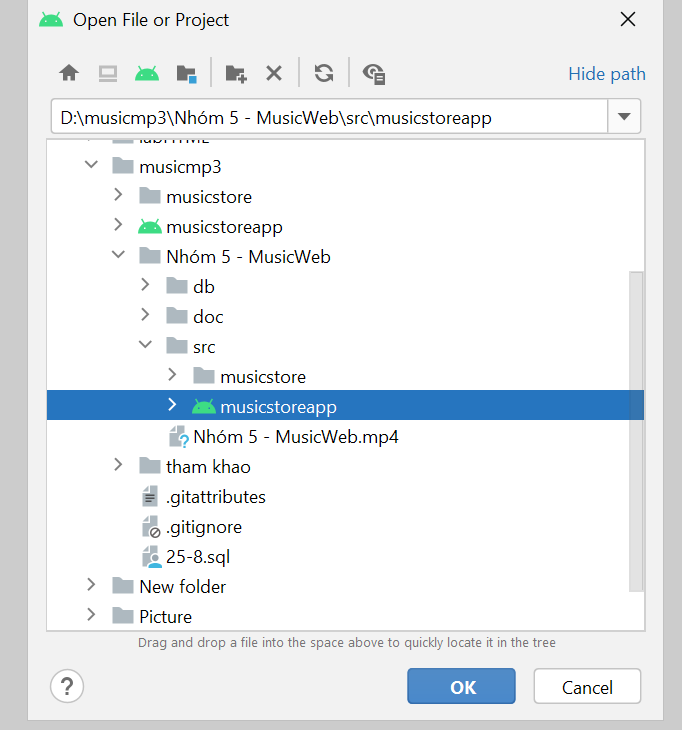 Open File or Project
Hide path
D:\musicmp3\Nhóm 5 - MusicWeb\src\musicstoreapp
musicmp3
musicstore
musicstoreapp
Nhóm 5 - MusicWeb
db
doc
src
musicstore
musicstoreapp
Nhóm 5 - MusicWeb.mp4
tham khao
.gitattributes
.gitignore
25-8.sql
New folder
Picture
Drag and drop a file into the space above to quickly locate it in the tree
?
OK
Cancel